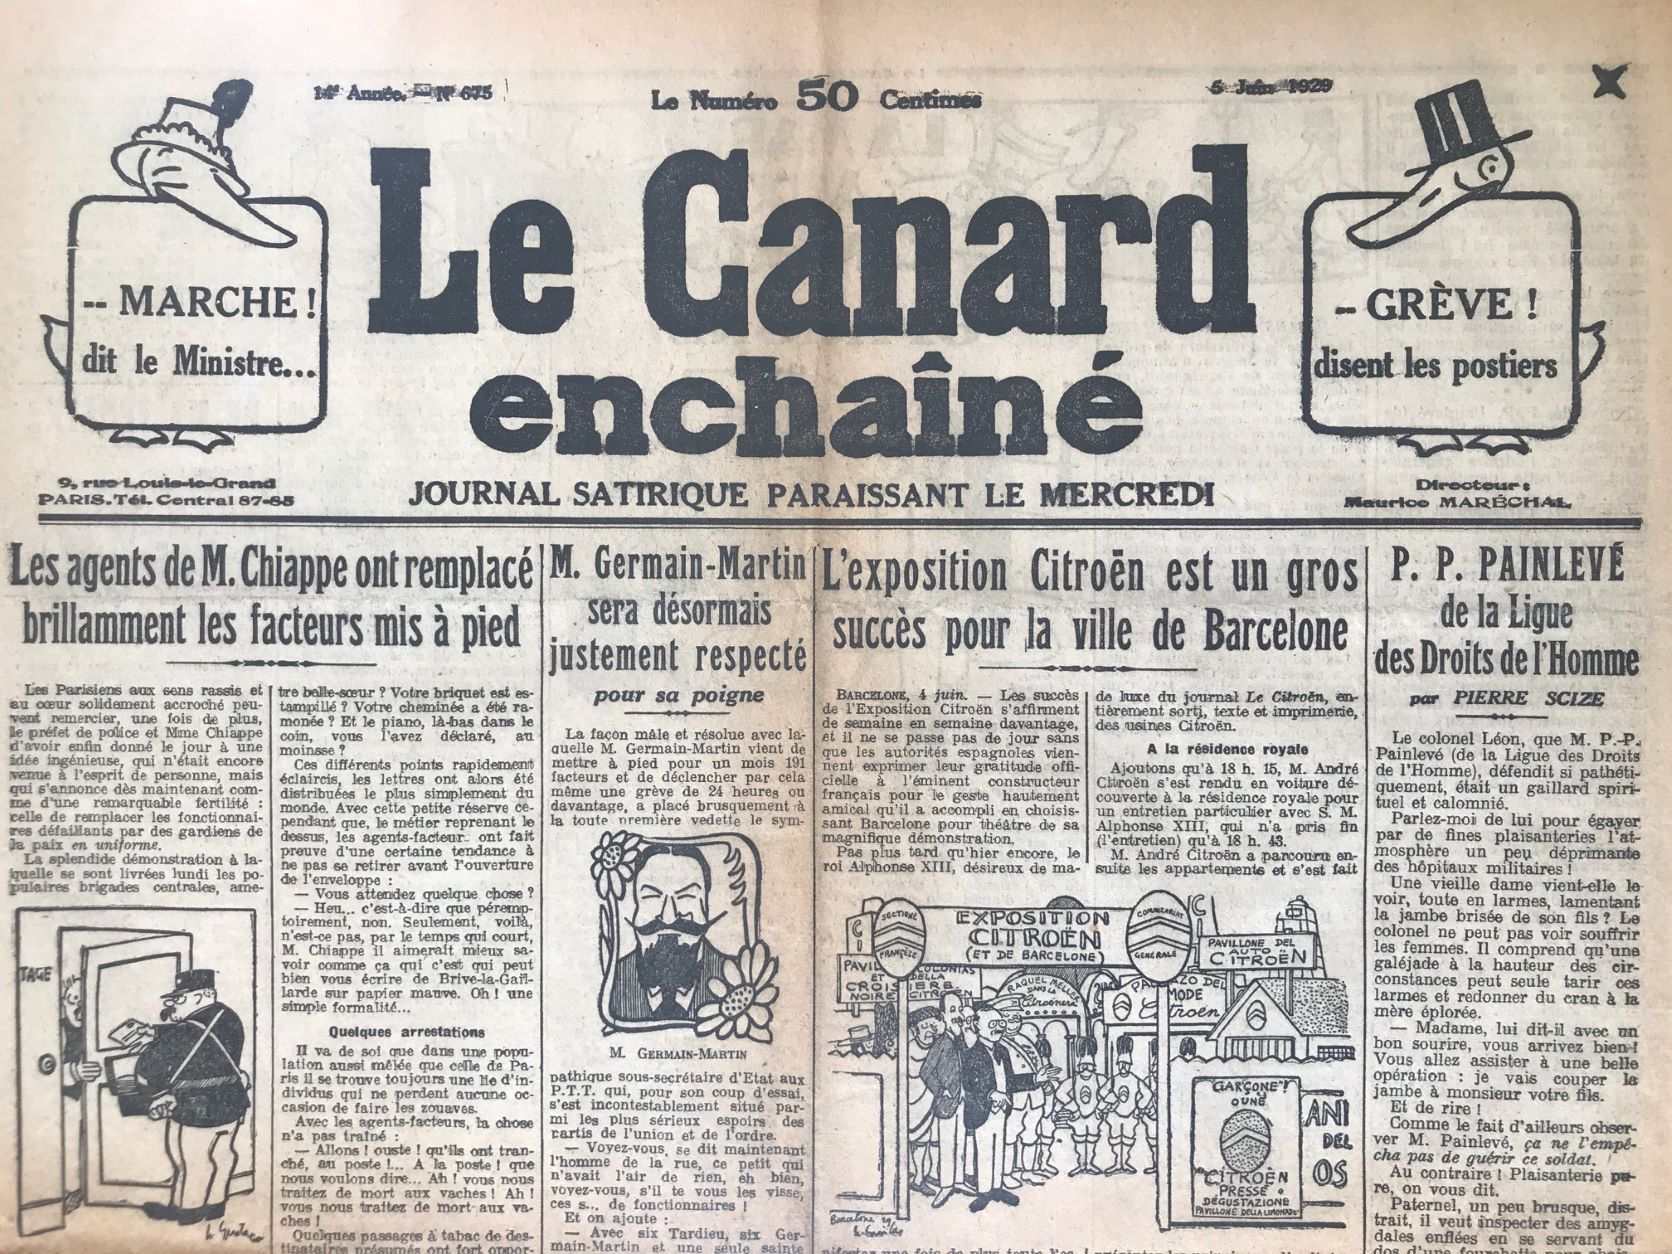 14e Année. — N° 675
Le Numéro 50 Centimes
5 Juin 1929
-- MARCHE !
dit le Ministre...
Le Canard
enchaîné
-- GRÈVE !
disent les postiers
9, rue Louis-le-Grand
PARIS. Tél. Central 87-65
JOURNAL SATIRIQUE PARAISSANT LE MERCREDI
Directeur :
Maurice MARÉCHAL
Les agents de M. Chiappe ont remplacé
brillamment les facteurs mis à pied
Les Parisiens aux sens rassis et
au cœur solidement accroché peu-
vent remercier, une fois de plus,
le préfet de police et Mme Chiappe
d'avoir enfin donné le jour à une
idée ingénieuse, qui n'était encore
venue à l'esprit de personne, mais
qui s'annonce dès maintenant com-
me d'une remarquable fertilité :
celle de remplacer les fonctionnai-
res défaillants par des gardiens de
la paix en uniforme.
La splendide démonstration à la-
quelle se sont livrées lundi les po-
pulaires brigades centrales, ame-
TAGE
tre belle-sœur ? Votre briquet est es-
tampillé ? Votre cheminée a été ra-
monée ? Et le piano, là-bas dans le
coin, vous l'avez déclaré, au
moinsse ?
Ces différents points rapidement
éclaircis, les lettres ont alors été
distribuées le plus simplement du
monde. Avec cette petite réserve ce-
pendant que, le métier reprenant le
dessus, les agents-facteur- ont fait
preuve d'une certaine tendance à
ne pas se retirer avant l'ouverture
de l'enveloppe :
— Vous attendez quelque chose ?
— Heu... c'est-à-dire que péremp-
toirement, non. Seulement, voilà,
n'est-ce pas, par le temps qui court,
M. Chiappe il aimerait mieux sa-
voir comme ça qui c'est qui peut
bien vous écrire de Brive-la-Gail-
larde sur papier mauve. Oh ! une
simple formalité...
Quelques arrestations
Il va de soi que dans une popu-
lation aussi mêlée que celle de Pa-
ris il se trouve toujours une lie d'in-
dividus qui ne perdent aucune oc-
casion de faire les zouaves.
Avec les agents-facteurs, la chose
n'a pas traîné :
— Allons ! ouste ! qu'ils ont tran-
ché, au poste !... A la poste ! que
nous voulons dire... Ah ! vous nous
traitez de mort aux vaches ! Ah !
vous nous traitez de mort aux va-
ches !
Quelques passages à tabac de des-
tinataires présumés ont fort oppor-
M. Germain-Martin
sera désormais
justement respecté
pour sa poigne
La façon mâle et résolue avec la-
quelle M. Germain-Martin vient de
mettre à pied pour un mois 191
facteurs et de déclencher par cela
même une grève de 24 heures ou
davantage, a placé brusquement à
la toute première vedette le sym-
M. GERMAIN-MARTIN
pathique sous-secrétaire d'Etat aux
P.T.T. qui, pour son coup d'essai,
s'est incontestablement situé par-
mi les plus sérieux espoirs des
cartis de l'union et de l'ordre.
— Voyez-vous, se dit maintenant
l'homme de la rue, ce petit qui
n'avait l'air de rien, eh bien,
voyez-vous, s'il te vous les visse,
ces s... de fonctionnaires !
Et on ajoute :
— Avec six Tardieu, six Ger-
main-Martin et une seule sainte
L'exposition Citroën est un gros
succès pour la ville de Barcelone
BARCELONE, 4 juin. — Les succès
de l'Exposition Citroën s'affirment
de semaine en semaine davantage,
et il ne se passe pas de jour sans
que les autorités espagnoles vien-
nent exprimer leur gratitude offi-
cielle à l'éminent constructeur
français pour le geste hautement
amical qu'il a accompli en choisis-
sant Barcelone pour théâtre de sa
magnifique démonstration.
Pas plus tard qu'hier encore, le
roi Alphonse XIII, désireux de ma-
de luxe du journal Le Citroën, en-
tièrement sorti, texte et imprimerie,
des usines Citroën.
A la résidence royale
Ajoutons qu'à 18 h. 15, M. André
Citroën s'est rendu en voiture dé-
couverte à la résidence royale pour
un entretien particulier avec S. M.
Alphonse XIII, qui n'a pris fin
(l'entretien) qu'à 18 h. 43.
M. André Citroën a parcouru en-
suite les appartements et s'est fait
SECTIONE
FRANÇÈZE
EXPOSITION
CITROËN
(ET DE BARCELONE)
COMMIZARIAT
GENERALE
PAVILLONE DEL
AUTO
CITROËN
ET
CROIS
NOIRE
COLONIAS
DELLA
IERE
CITROËN
RAQUEL MELLER
DANS LA
Citroëneré
AZO DEL
MODE
Citroën
GARÇONE !
OUNÉ
CITROËN
PRESSÉ
DÉGUSTAZIONE
PAVILLONE DELLA LIMONADE
ANI
DEL
OS
Barcelone 29
P. P. PAINLEVÉ
de la Ligue
des Droits de l'Homme
par PIERRE SCIZE
Le colonel Léon, que M. P.-P.
Painlevé (de la Ligue des Droits
de l'Homme), défendit si pathéti-
quement, était un gaillard spiri-
tuel et calomnié.
Parlez-moi de lui pour égayer
par de fines plaisanteries l'at-
mosphère un peu déprimante
des hôpitaux militaires !
Une vieille dame vient-elle le
voir, toute en larmes, lamentant
la jambe brisée de son fils ? Le
colonel ne peut pas voir souffrir
les femmes. Il comprend qu'une
galéjade à la hauteur des cir-
constances peut seule tarir ces
larmes et redonner du cran à la
mère éplorée.
— Madame, lui dit-il avec un
bon sourire, vous arrivez bien !
Vous allez assister à une belle
opération : je vais couper la
jambe à monsieur votre fils.
Et de rire !
Comme le fait d'ailleurs obser-
ver M. Painlevé, ça ne l'empê-
cha pas de guérir ce soldat.
Au contraire ! Plaisanterie pu-
re, on vous dit.
Paternel, un peu brusque, dis-
trait, il veut inspecter des amyg-
dales enflées en se servant du
dos d'une fourchette